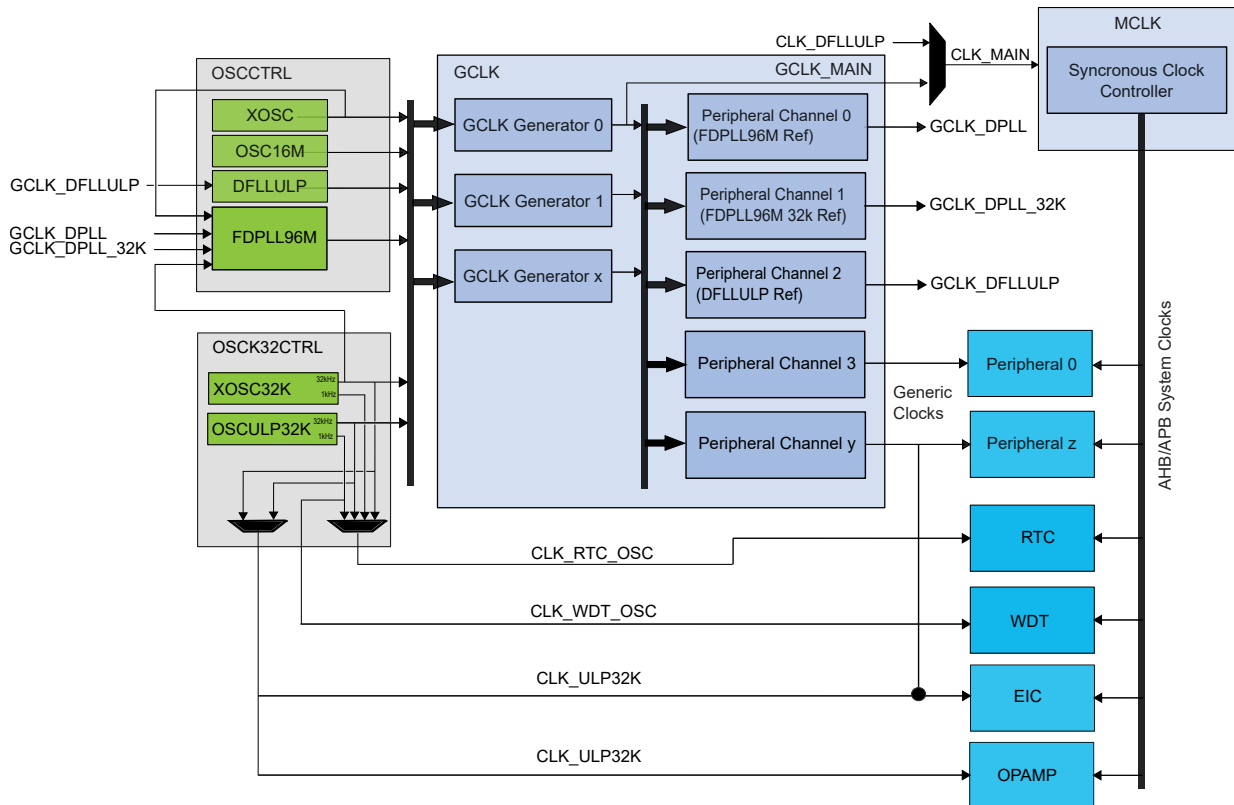 MCLK
CLK_DFLLULP
CLK_MAIN
Syncronous Clock
Controller
OSCCTRL
XOSC
OSC16M
DFLLULP
FDPLL96M
GCLK_DFLLULP
GCLK_DPLL
GCLK_DPLL_32K
GCLK
GCLK_MAIN
GCLK Generator 0
GCLK Generator 1
GCLK Generator x
Peripheral Channel 0
(FDPLL96M Ref)
Peripheral Channel 1
(FDPLL96M 32k Ref)
Peripheral Channel 2
(DFLLULP Ref)
Peripheral Channel 3
Peripheral Channel y
GCLK_DPLL
GCLK_DPLL_32K
GCLK_DFLLULP
Generic
Clocks
OSCK32CTRL
XOSC32K
32kHz
1kHz
OSCULP32K
32kHz
1kHz
Peripheral 0
Peripheral z
AHB/APB System Clocks
CLK_RTC_OSC
RTC
CLK_WDT_OSC
WDT
CLK_ULP32K
EIC
CLK_ULP32K
OPAMP